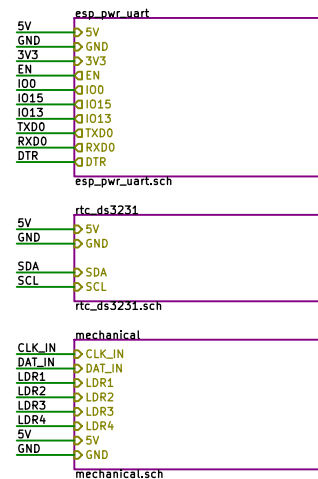 esp_pwr_uart
5V 5V
GND GND
3V3 3V3
EN EN
IO0 IO0
IO15 IO15
IO13 IO13
TXD0 TXD0
RXD0 RXD0
DTR DTR
esp_pwr_uart.sch
rtc_ds3231
5V 5V
GND GND
SDA SDA
SCL SCL
rtc_ds3231.sch
mechanical
CLK_IN CLK_IN
DAT_IN DAT_IN
LDR1 LDR1
LDR2 LDR2
LDR3 LDR3
LDR4 LDR4
5V 5V
GND GND
mechanical.sch